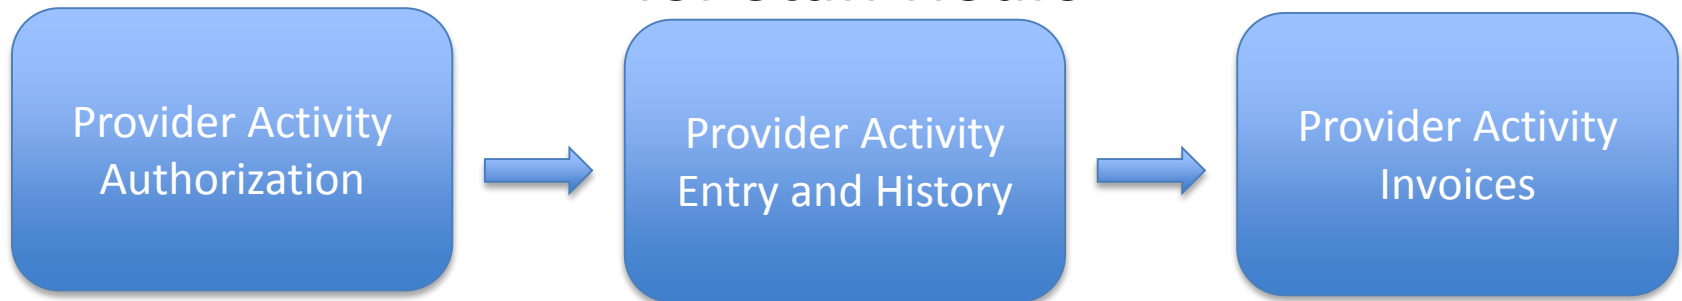 Provider Activity
Authorization
Provider Activity
Entry and History
Provider Activity
Invoices